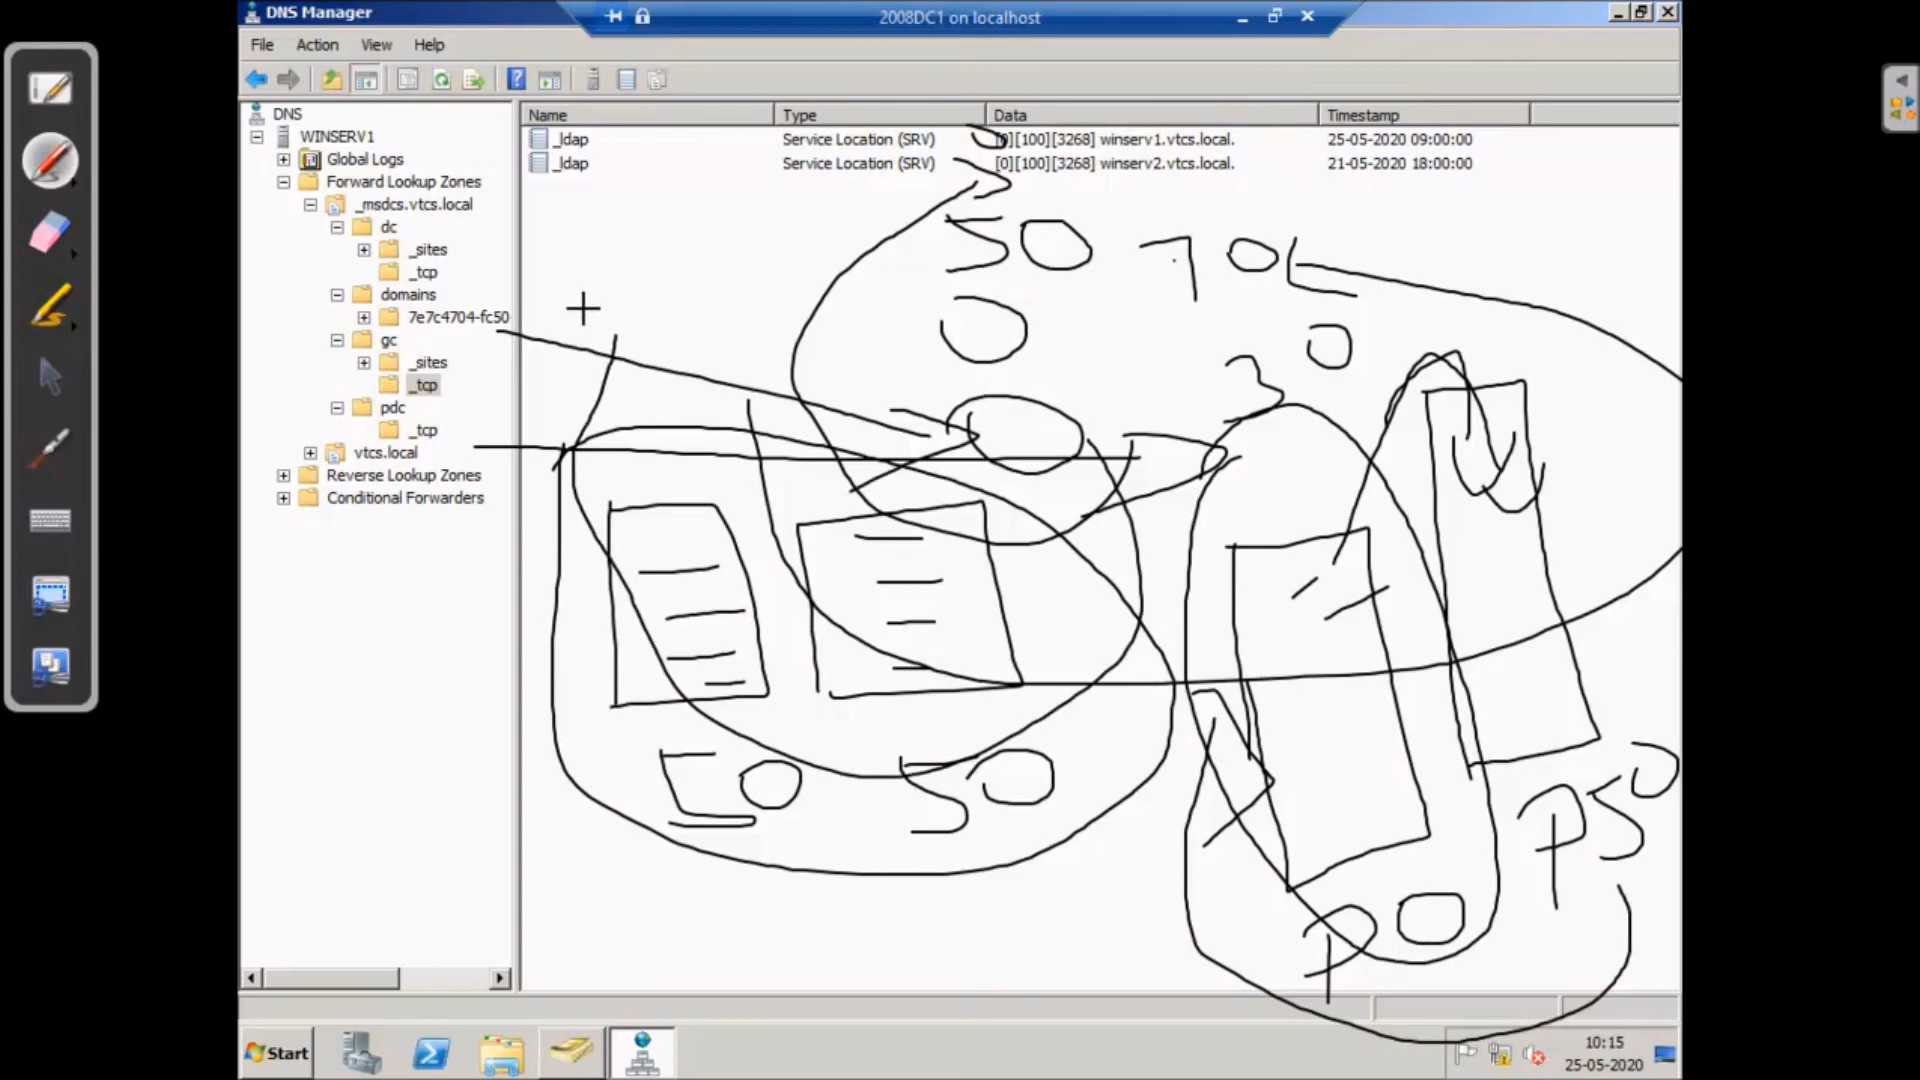 DNS Manager
2008DC1 on localhost
File Action View Help
DNS
WINSERV1
Global Logs
Forward Lookup Zones
_msdcs.vtcs.local
dc
_sites
_tcp
domains
7e7c4704-fc50
gc
_sites
_tcp
pdc
_tcp
vtcs.local
Reverse Lookup Zones
Conditional Forwarders
Name Type Data Timestamp
_ldap Service Location (SRV) [0][100][3268] winserv1.vtcs.local. 25-05-2020 09:00:00
_ldap Service Location (SRV) [0][100][3268] winserv2.vtcs.local. 21-05-2020 18:00:00
50
50
P50
P0
Start
10:15
25-05-2020